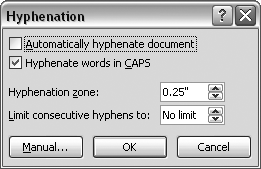 Hyphenation
Automatically hyphenate document
Hyphenate words in CAPS
Hyphenation zone: 0.25"
Limit consecutive hyphens to: No limit
Manual... OK Cancel